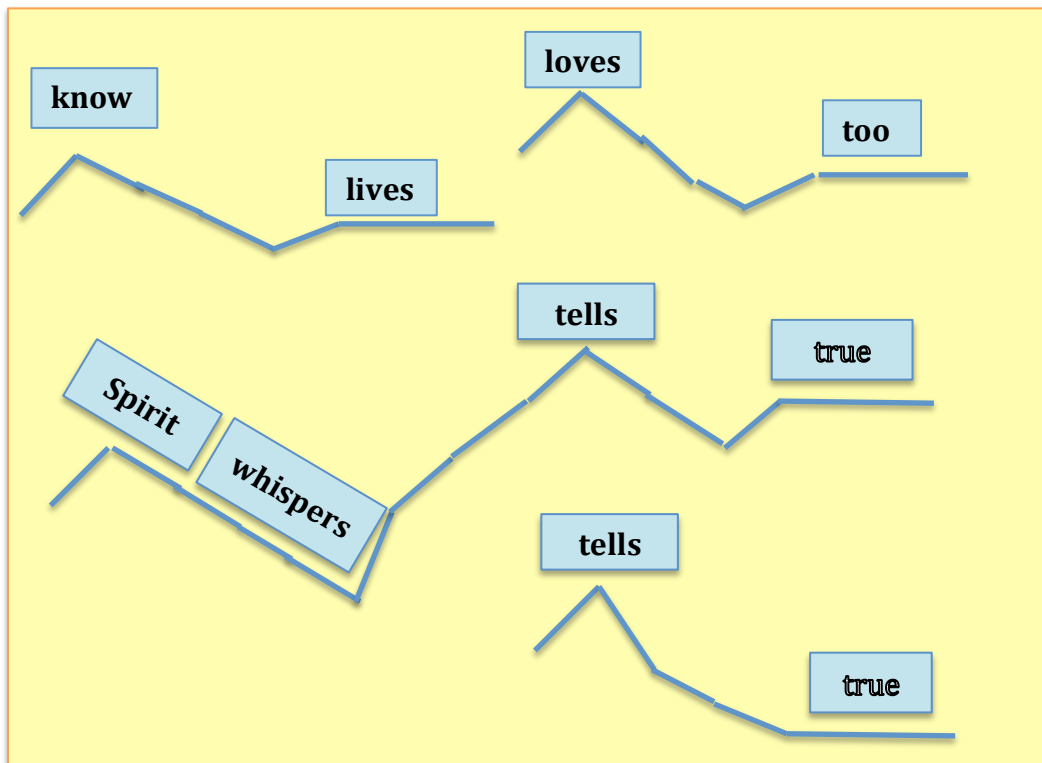 know
lives
loves
too
Spirit
whispers
tells
true
tells
true